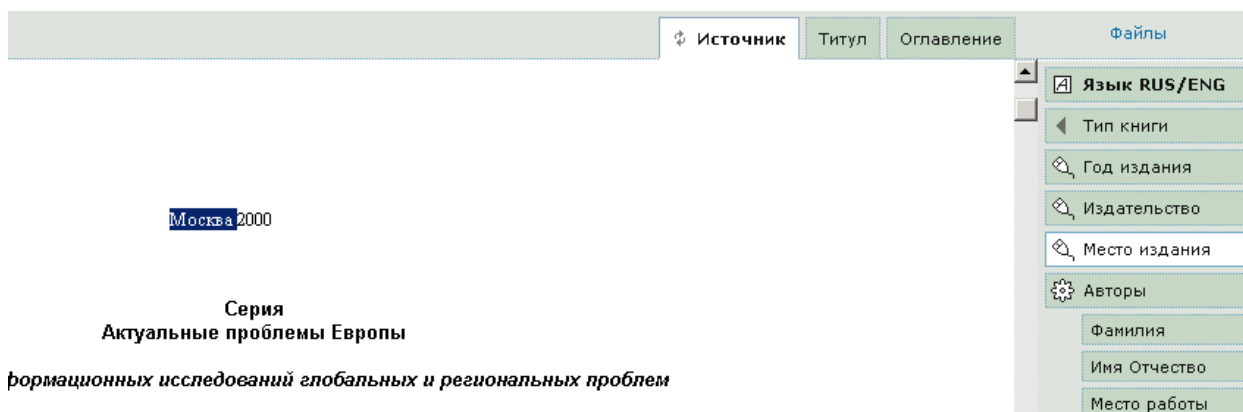 Источник
Титул
Оглавление
Файлы
Язык RUS/ENG
Тип книги
Год издания
Издательство
Место издания
Авторы
Фамилия
Имя Отчество
Место работы
Москва 2000
Серия
Актуальные проблемы Европы
формационных исследований глобальных и региональных проблем